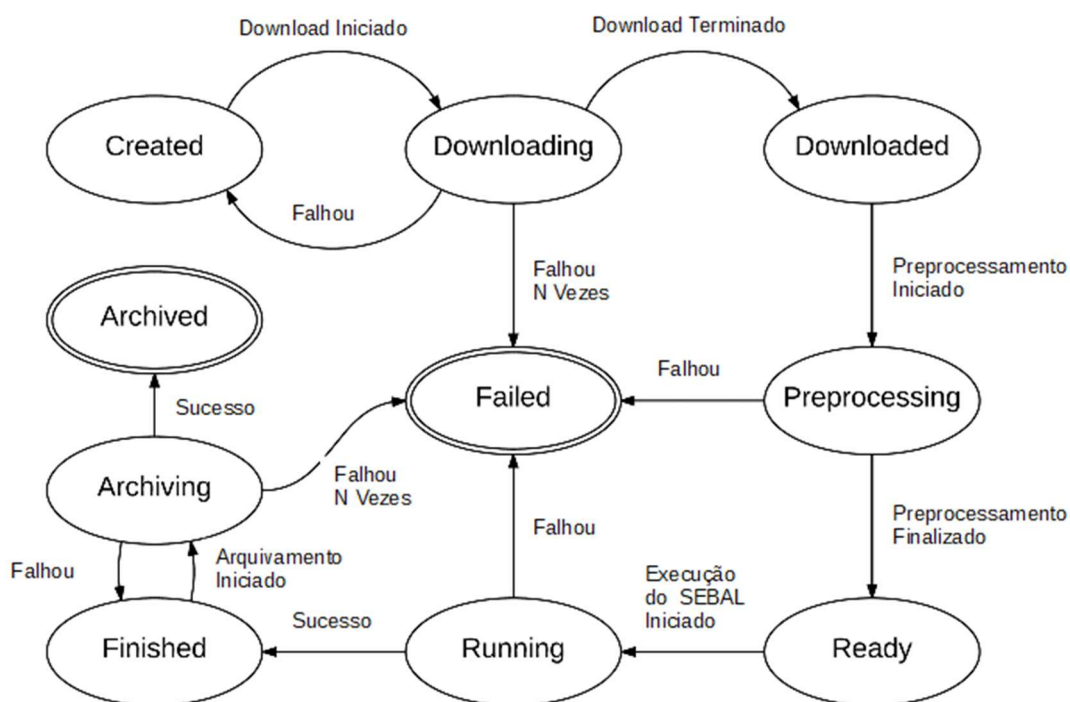 Download Iniciado
Download Terminado
Created
Downloading
Downloaded
Falhou
Falhou
N Vezes
Preprocessamento
Iniciado
Archived
Failed
Falhou
Preprocessing
Sucesso
Archiving
Falhou
N Vezes
Preprocessamento
Finalizado
Falhou
Arquivamento
Iniciado
Falhou
Execução
do SEBAL
Iniciado
Finished
Sucesso
Running
Ready